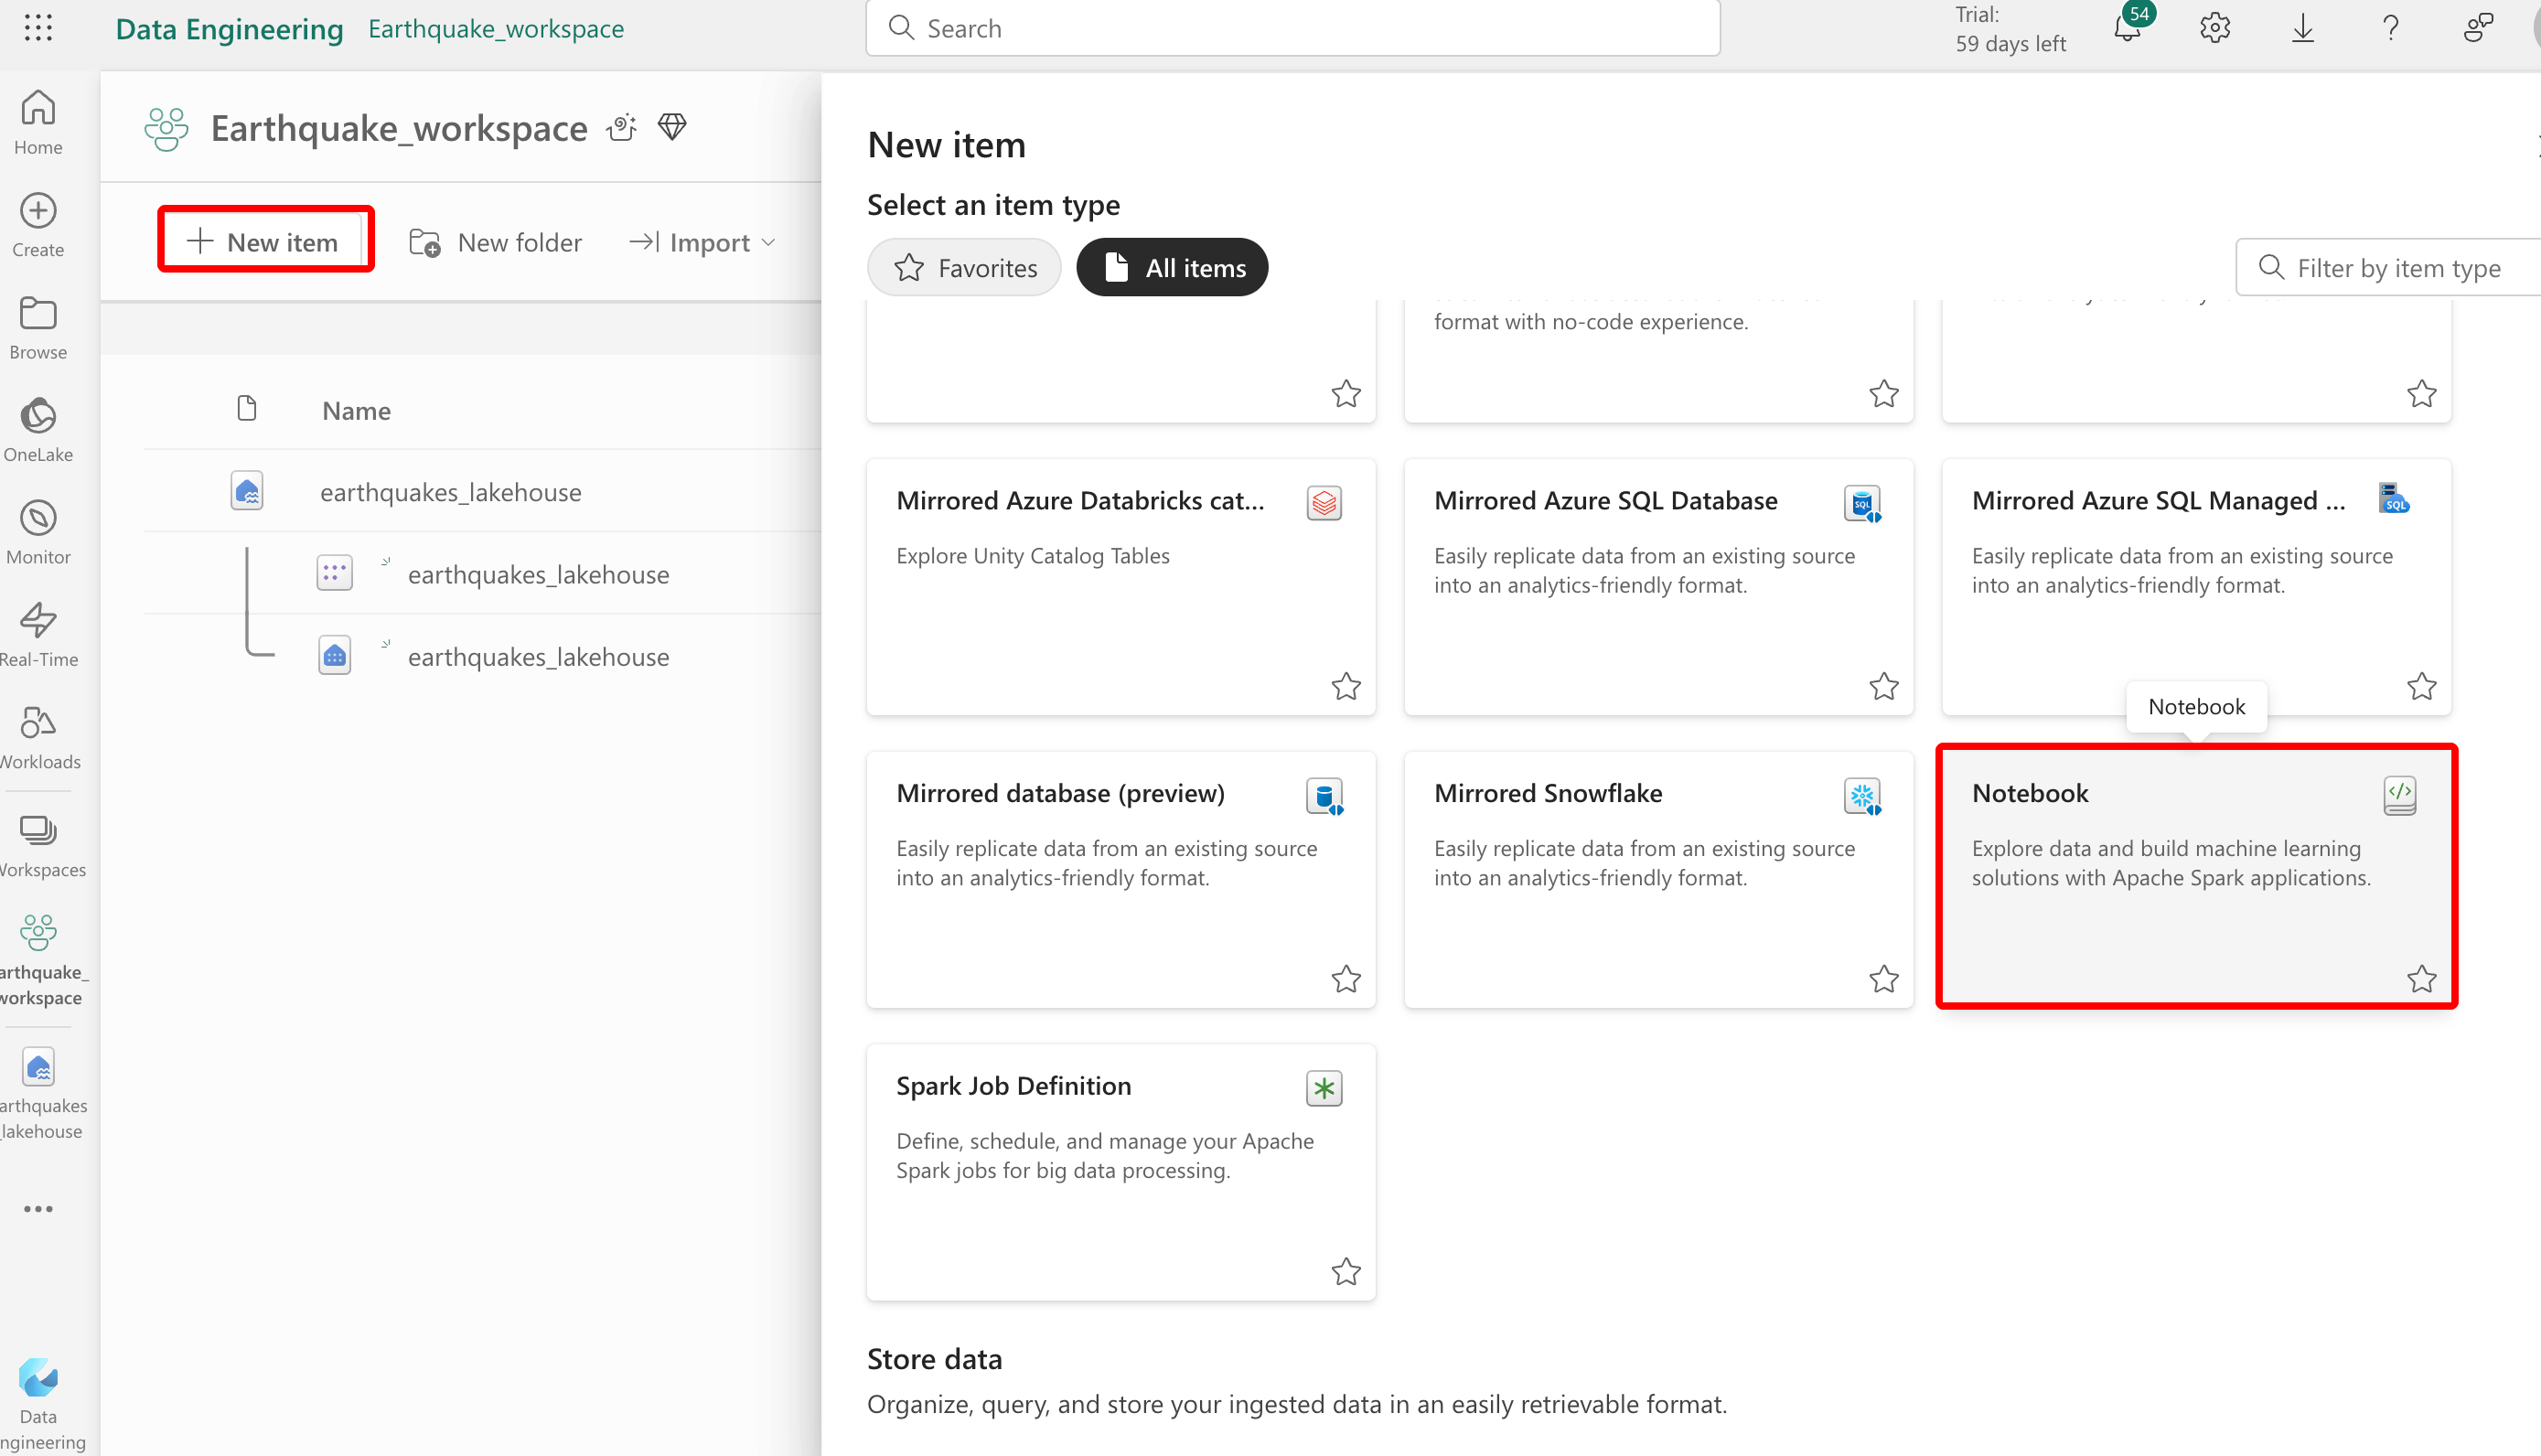 Data Engineering
Earthquake_workspace
Search
Trial:
59 days left
54
?
Home
Create
Browse
OneLake
Monitor
Real-Time
Workloads
Workspaces
arthquake_
workspace
arthquakes
_lakehouse
Data
ngineering
Earthquake_workspace
New item
New folder
Import
Name
earthquakes_lakehouse
earthquakes_lakehouse
earthquakes_lakehouse
New item
Select an item type
Favorites
All items
Filter by item type
format with no-code experience.
Mirrored Azure Databricks cat...
Explore Unity Catalog Tables
Mirrored Azure SQL Database
SQL
Easily replicate data from an existing source
into an analytics-friendly format.
Mirrored Azure SQL Managed ...
SQL
Easily replicate data from an existing source
into an analytics-friendly format.
Notebook
Mirrored database (preview)
Easily replicate data from an existing source
into an analytics-friendly format.
Mirrored Snowflake
Easily replicate data from an existing source
into an analytics-friendly format.
Notebook
Explore data and build machine learning
solutions with Apache Spark applications.
Spark Job Definition
Define, schedule, and manage your Apache
Spark jobs for big data processing.
Store data
Organize, query, and store your ingested data in an easily retrievable format.